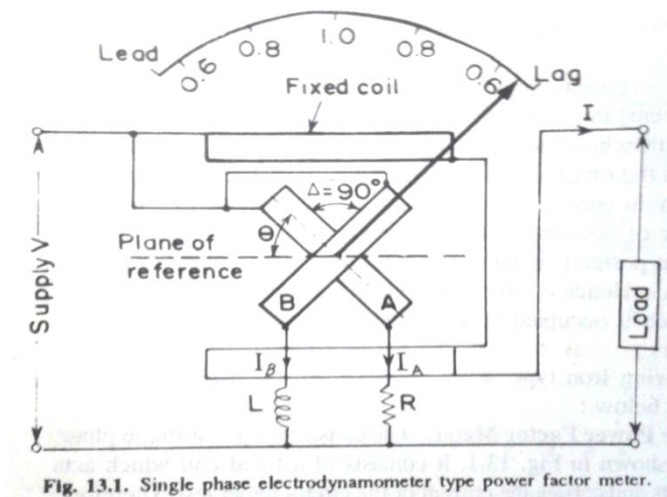 Lead
0.6
0.8
1.0
0.8
0.6
Lag
Fixed coil
I
Δ=90°
θ
Plane of
reference
Supply V
B
A
Load
I_B
I_A
L
R
Fig. 13.1. Single phase electrodynamometer type power factor meter.